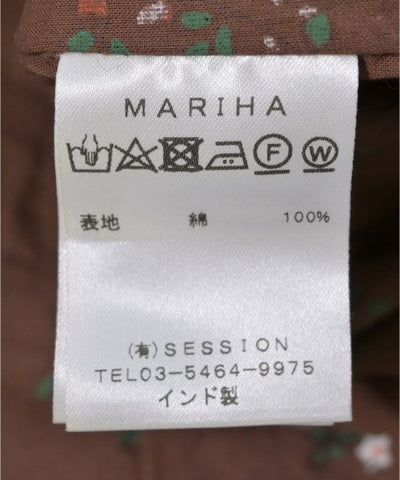 MARIHA
F W
表地 綿 100%
(有)SESSION
TEL03-5464-9975
インド製